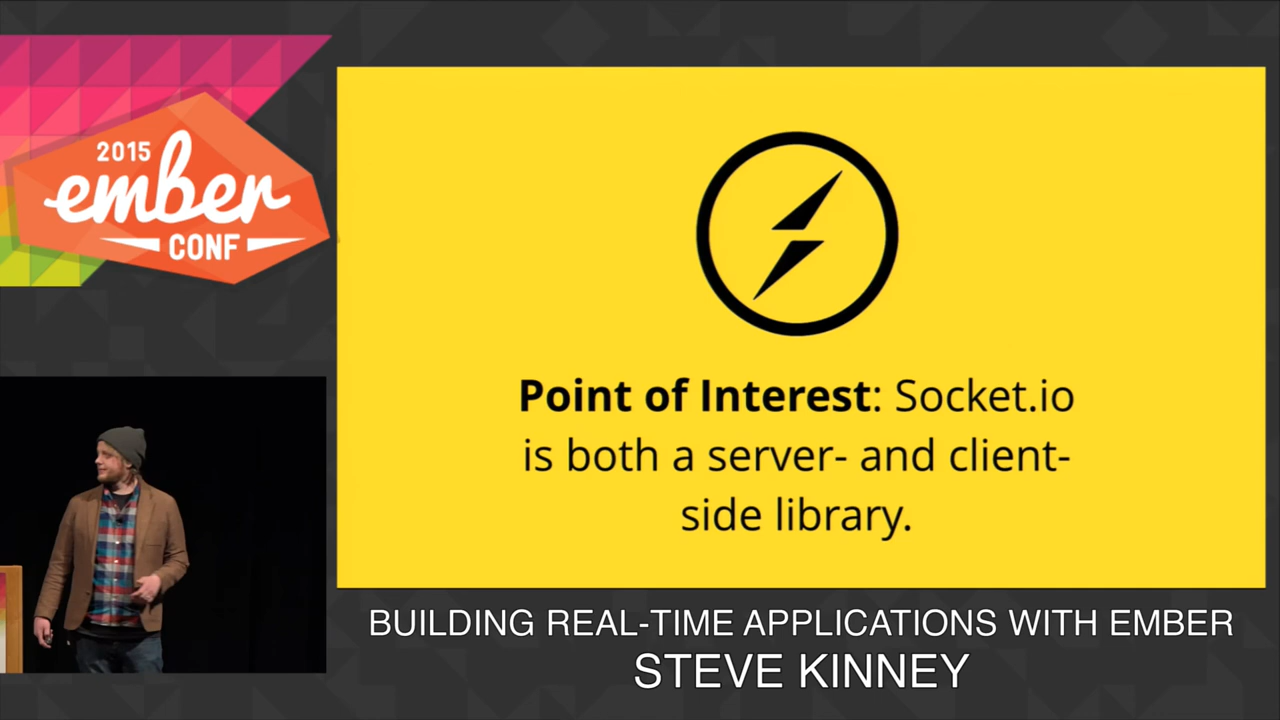 2015
ember
CONF
Point of Interest: Socket.io
is both a server- and client-
side library.
BUILDING REAL-TIME APPLICATIONS WITH EMBER
STEVE KINNEY